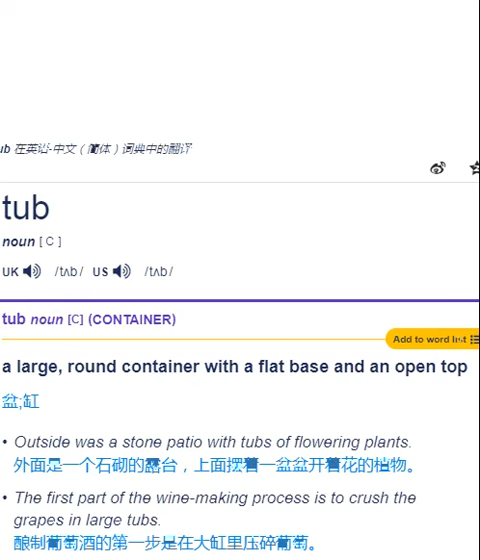 ub 在英语-中文（简体）词典中的翻译
tub
noun [ C ]
UK /tʌb/ US /tʌb/
tub noun [C] (CONTAINER)
Add to word list
a large, round container with a flat base and an open top
盆;缸
• Outside was a stone patio with tubs of flowering plants.
外面是一个石砌的露台，上面摆着一盆盆开着花的植物。
• The first part of the wine-making process is to crush the
grapes in large tubs.
酿制葡萄酒的第一步是在大缸里压碎葡萄。